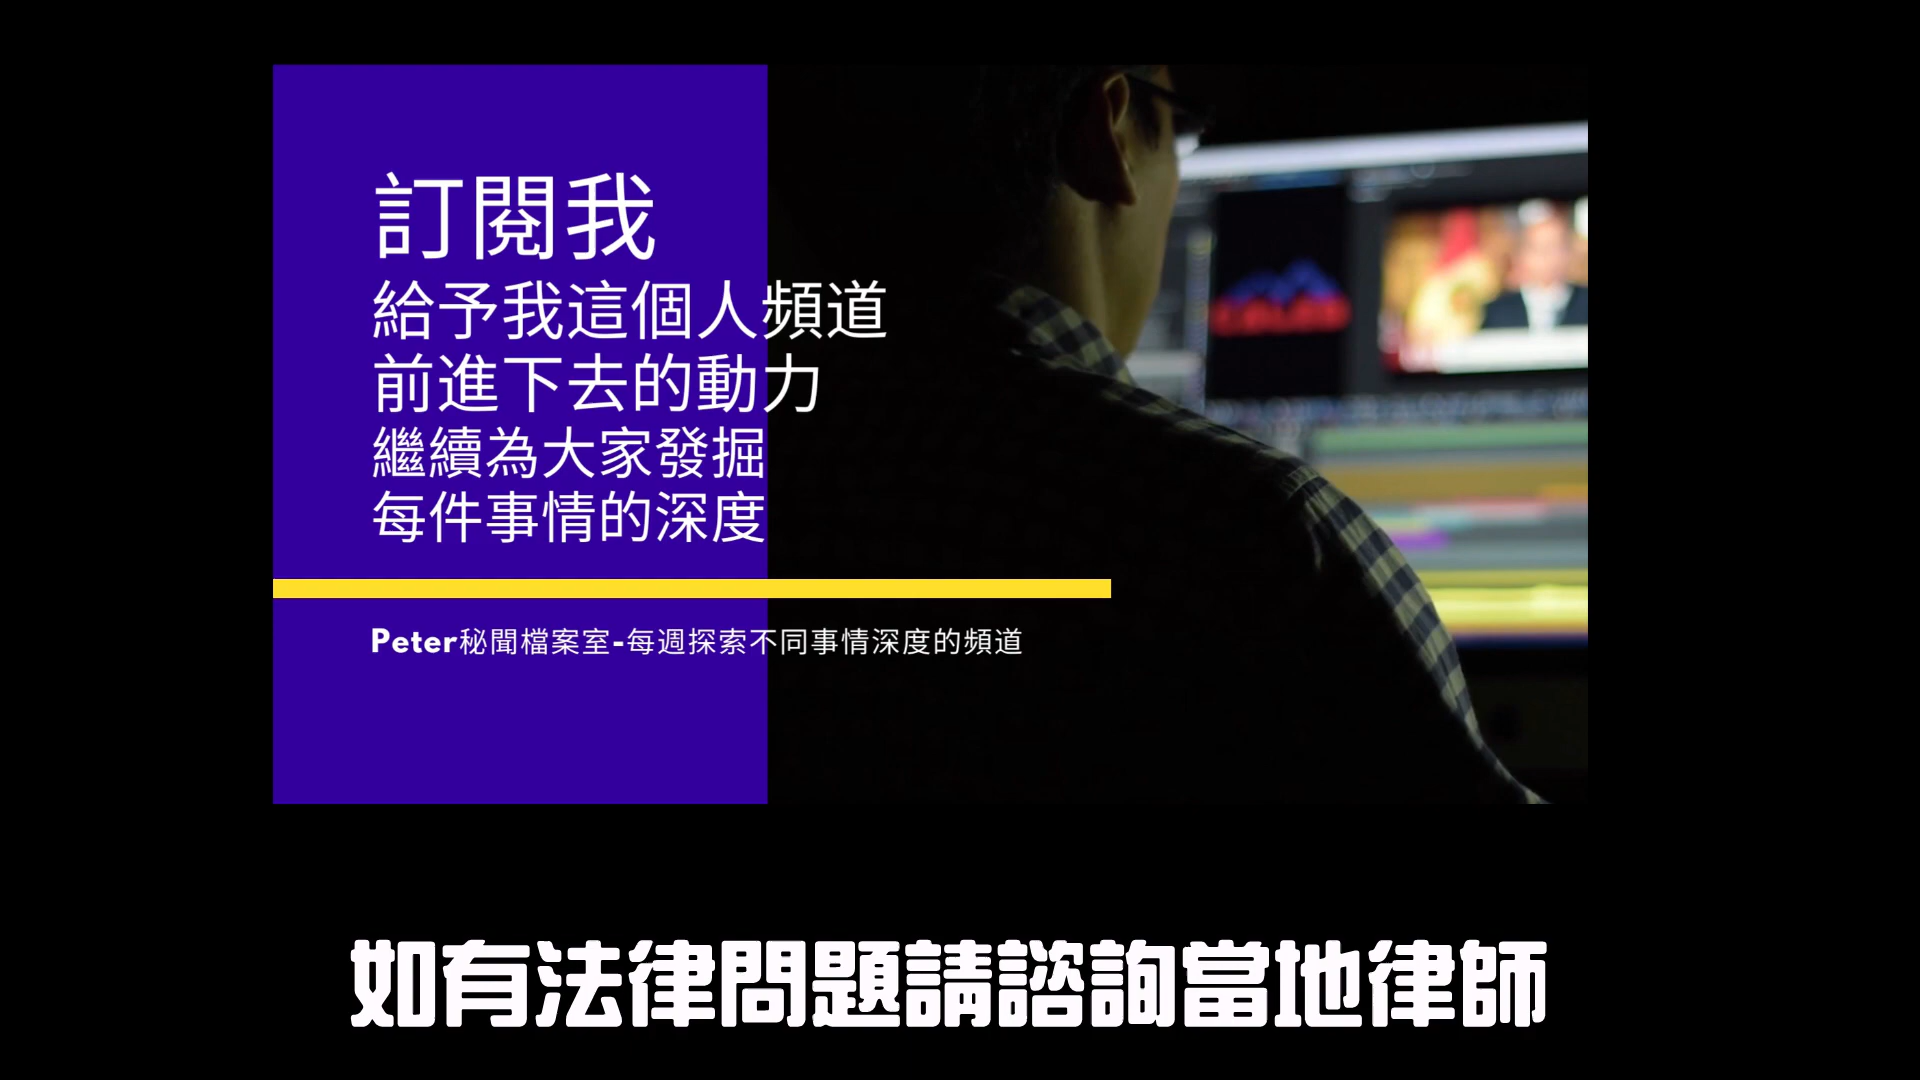 訂閱我
給予我這個人頻道
前進下去的動力
繼續為大家發掘
每件事情的深度
Peter秘聞檔案室-每週探索不同事情深度的頻道
如有法律問題請諮詢當地律師